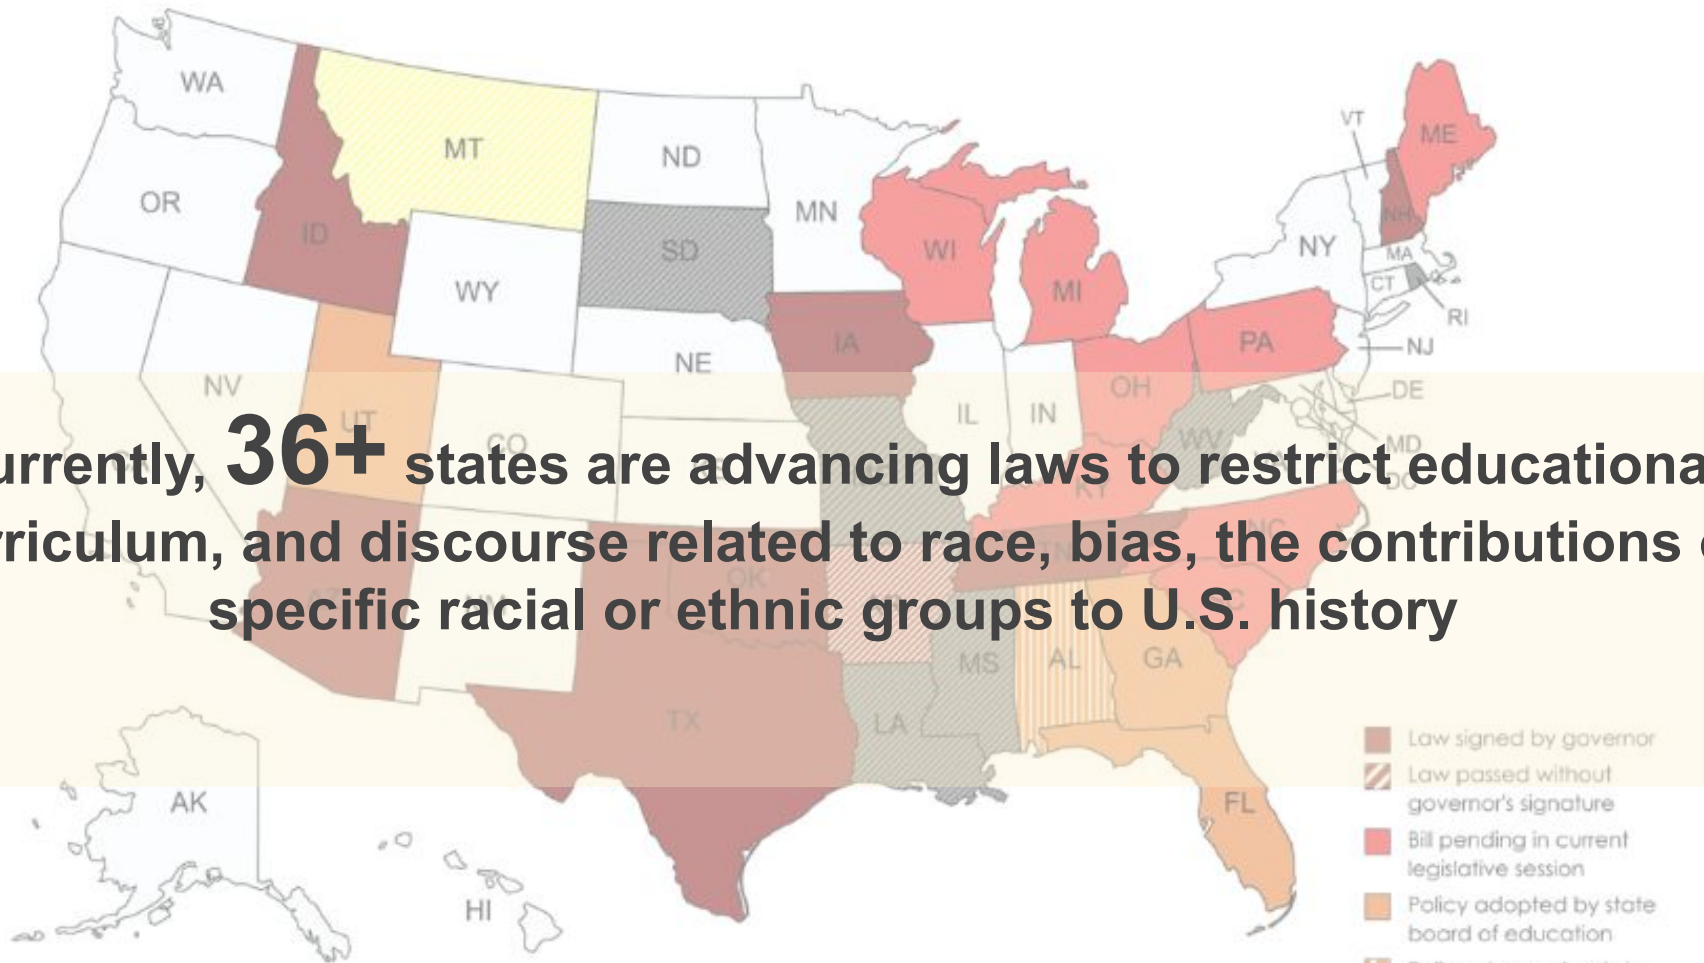 WA
MT
ND
MN
OR
ID
SD
WY
WI
MI
VT
ME
NH
NY
MA
CT
RI
IA
NE
PA
NJ
OH
IL
IN
DE
NV
UT
CO
WV
MD
DC
KY
urrently, 36+ states are advancing laws to restrict educationa
rriculum, and discourse related to race, bias, the contributions
specific racial or ethnic groups to U.S. history
NC
TN
OK
AZ
MS
AL
GA
TX
LA
FL
AK
HI
Law signed by governor
Law passed without
governor's signature
Bill pending in current
legislative session
Policy adopted by state
board of education